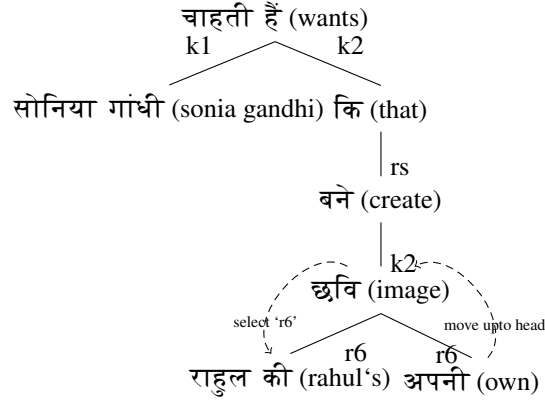 चाहती हैं (wants)
k1 k2
सोनिया गांधी (sonia gandhi) कि (that)
rs
बने (create)
k2
छवि (image)
select ‘r6’ move upto head
r6 r6
राहुल की (rahul‘s) अपनी (own)